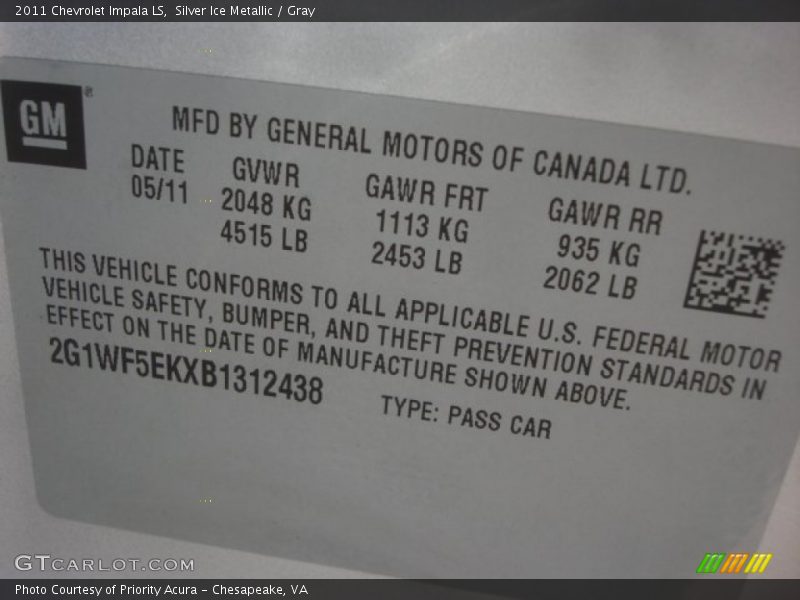 2011 Chevrolet Impala LS, Silver Ice Metallic / Gray
GM®
MFD BY GENERAL MOTORS OF CANADA LTD.
DATE GVWR GAWR FRT GAWR RR
05/11 2048 KG 1113 KG 935 KG
4515 LB 2453 LB 2062 LB
THIS VEHICLE CONFORMS TO ALL APPLICABLE U.S. FEDERAL MOTOR
VEHICLE SAFETY, BUMPER, AND THEFT PREVENTION STANDARDS IN
EFFECT ON THE DATE OF MANUFACTURE SHOWN ABOVE.
2G1WF5EKXB1312438 TYPE: PASS CAR
GTCARLOT.COM
Photo Courtesy of Priority Acura – Chesapeake, VA